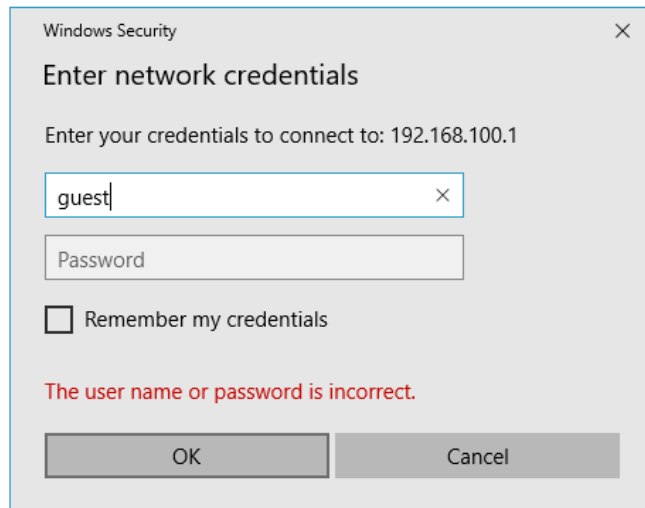 Windows Security
Enter network credentials
Enter your credentials to connect to: 192.168.100.1
guest
Password
Remember my credentials
The user name or password is incorrect.
OK
Cancel